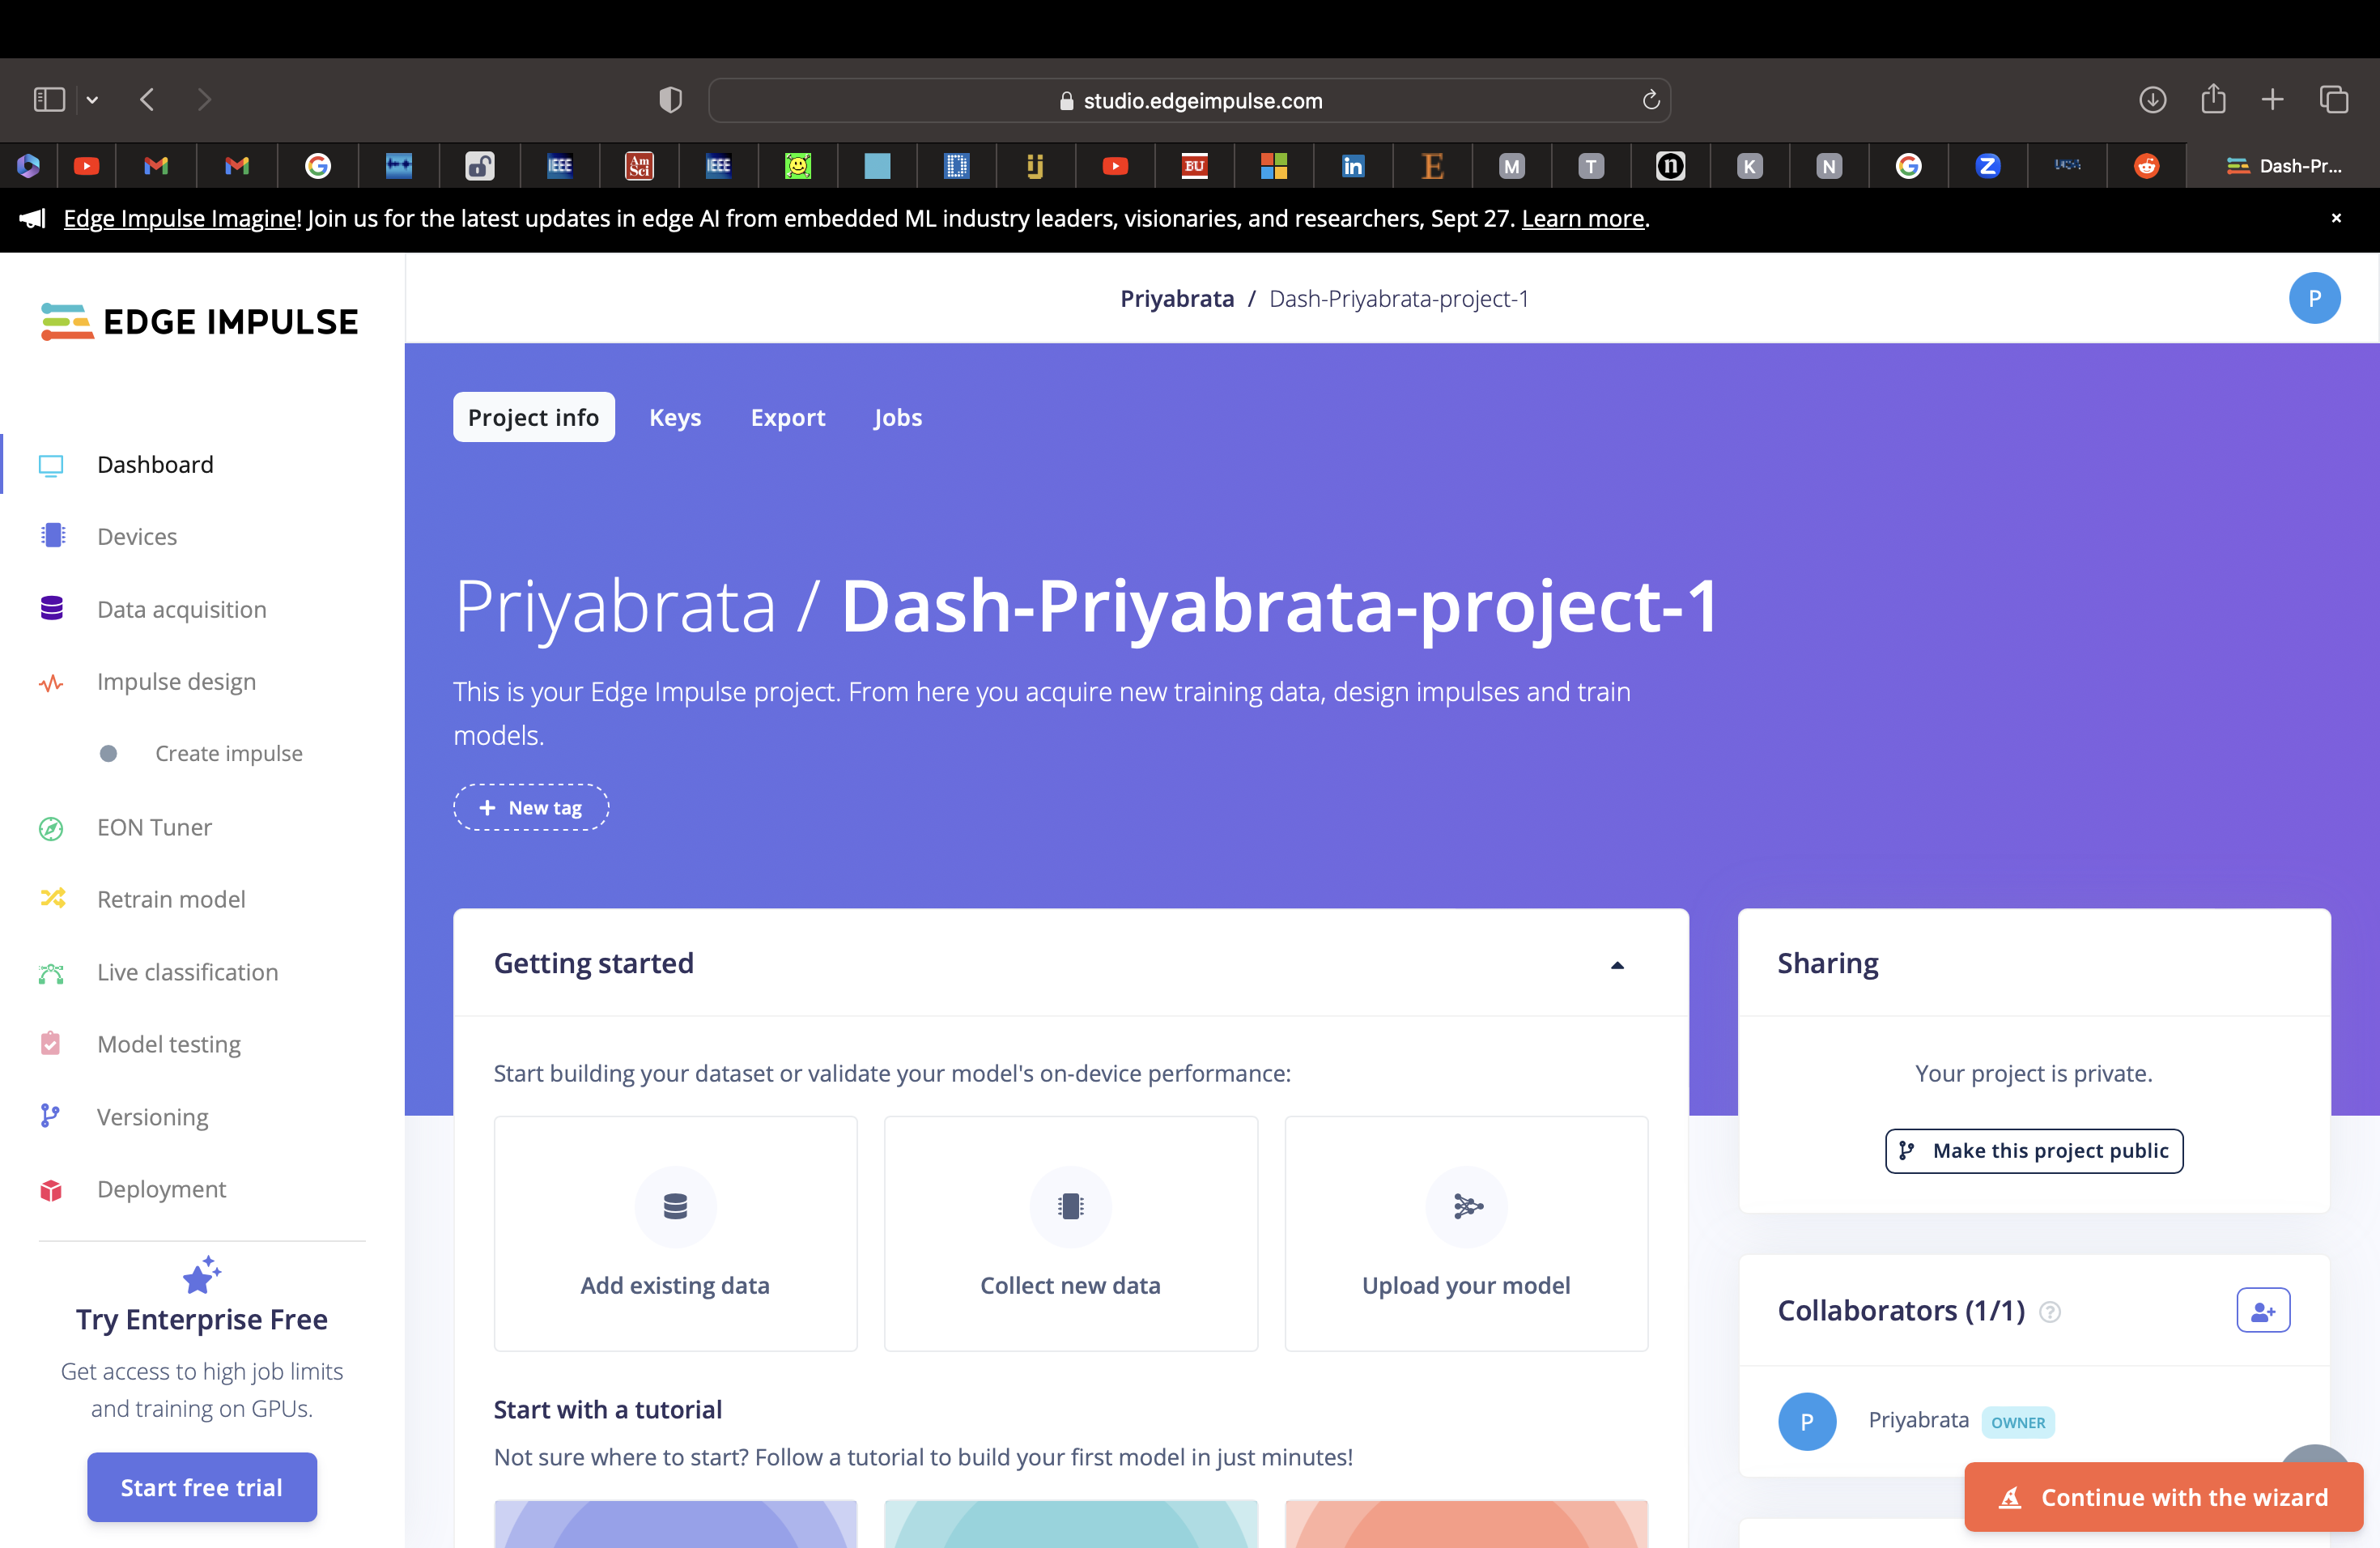 studio.edgeimpulse.com
IEEE
Am
Sci
IEEE
BU
in
E
M
T
n
K
N
Z
Dash-Pr...
Edge Impulse Imagine! Join us for the latest updates in edge AI from embedded ML industry leaders, visionaries, and researchers, Sept 27. Learn more.
EDGE IMPULSE
Priyabrata / Dash-Priyabrata-project-1
P
Project info Keys Export Jobs
Dashboard
Devices
Data acquisition
Impulse design
Create impulse
EON Tuner
Retrain model
Live classification
Model testing
Versioning
Deployment
Try Enterprise Free
Get access to high job limits
and training on GPUs.
Start free trial
Priyabrata / Dash-Priyabrata-project-1
This is your Edge Impulse project. From here you acquire new training data, design impulses and train
models.
+ New tag
Getting started
Start building your dataset or validate your model's on-device performance:
Add existing data
Collect new data
Upload your model
Start with a tutorial
Not sure where to start? Follow a tutorial to build your first model in just minutes!
Sharing
Your project is private.
Make this project public
Collaborators (1/1) ?
P
Priyabrata OWNER
Continue with the wizard